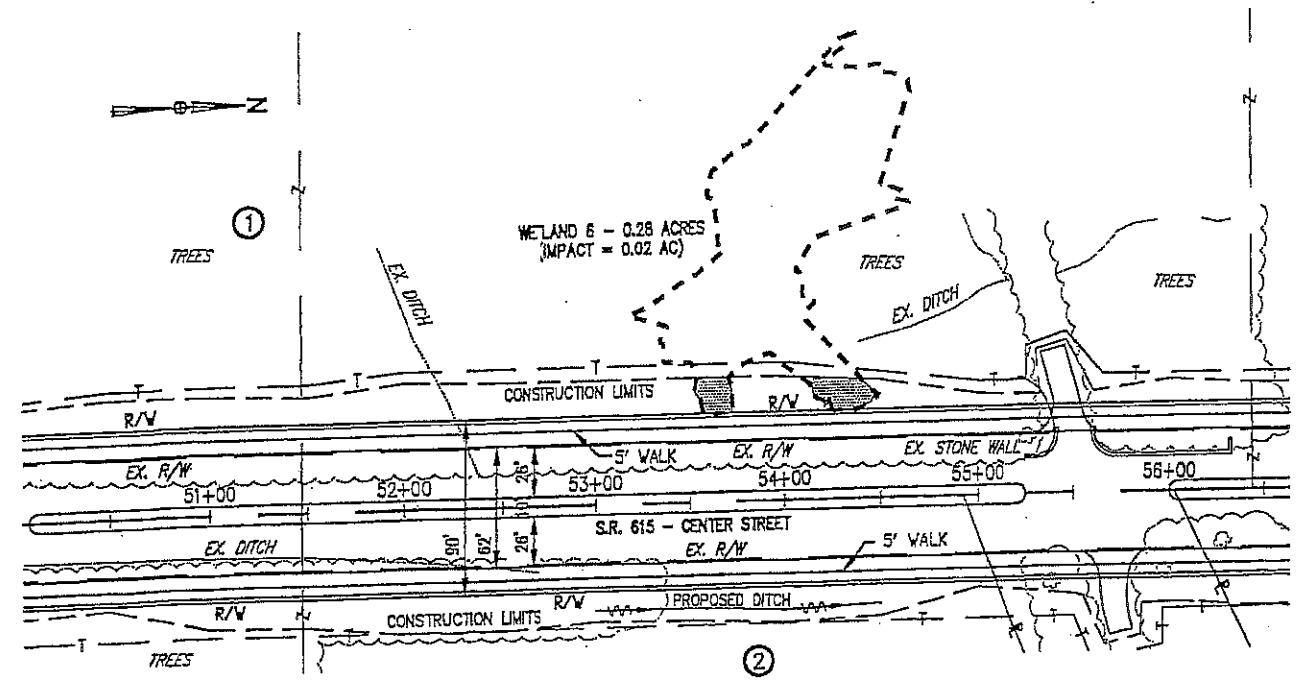 N
①
TREES
WETLAND 6 - 0.28 ACRES
(IMPACT = 0.02 AC)
TREES
TREES
EX. DITCH
EX. DITCH
T
T
T
T
T
CONSTRUCTION LIMITS
R/W
R/W
5' WALK
EX. R/W
EX. STONE WALL
EX. R/W
26'
51+00
52+00
53+00
54+00
55+00
56+00
10'
S.R. 615 - CENTER STREET
90'
62'
26'
EX. DITCH
EX. R/W
5' WALK
R/W
R/W
PROPOSED DITCH
CONSTRUCTION LIMITS
T
T
T
T
TREES
②